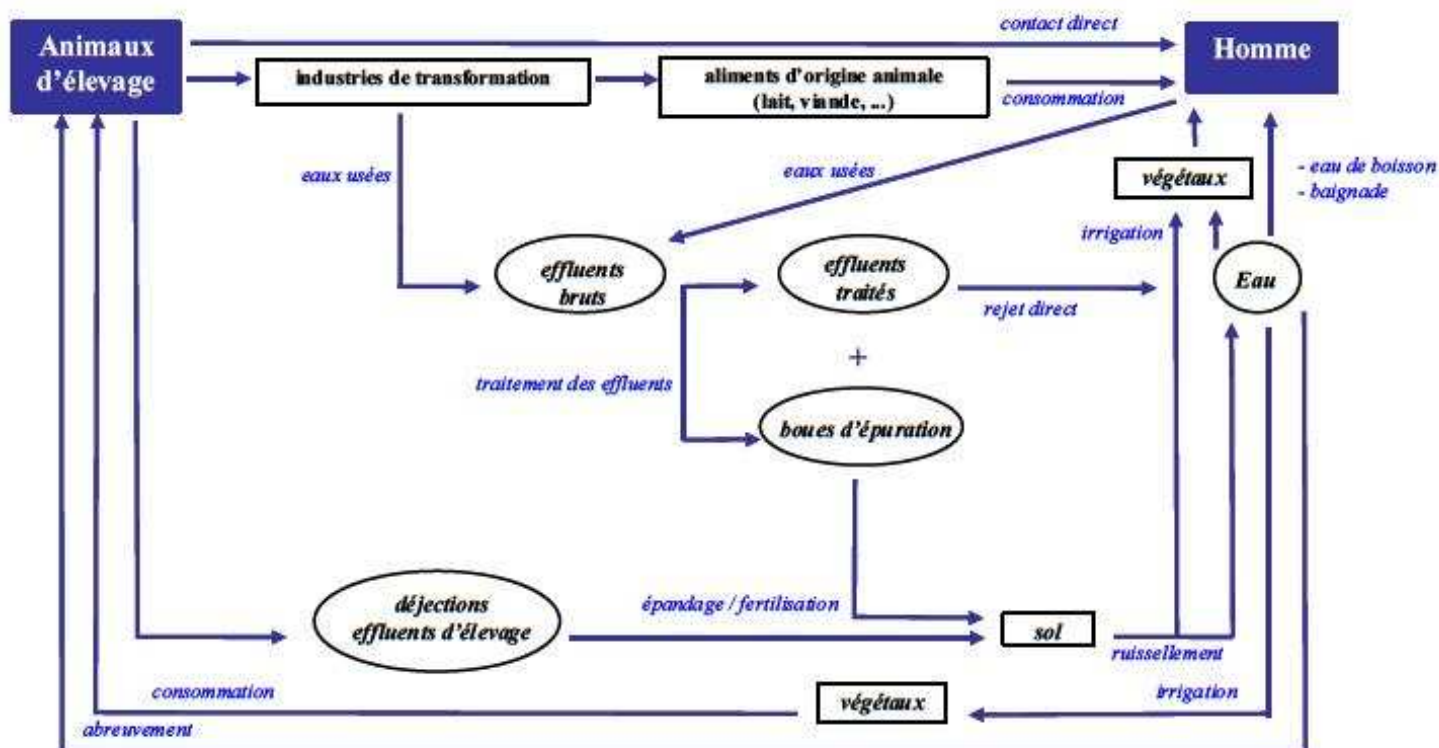 contact direct
Animaux
d'élevage
Homme
industries de transformation
aliments d'origine animale
(lait, viande, ...)
consommation
eaux usées
eaux usées
végétaux
- eau de boisson
- baignade
irrigation
effluents
bruts
effluents
traités
Eau
rejet direct
+
traitement des effluents
boues d'épuration
déjections
effluents d'élevage
épandage / fertilisation
sol
ruissellement
consommation
végétaux
irrigation
abreuvement